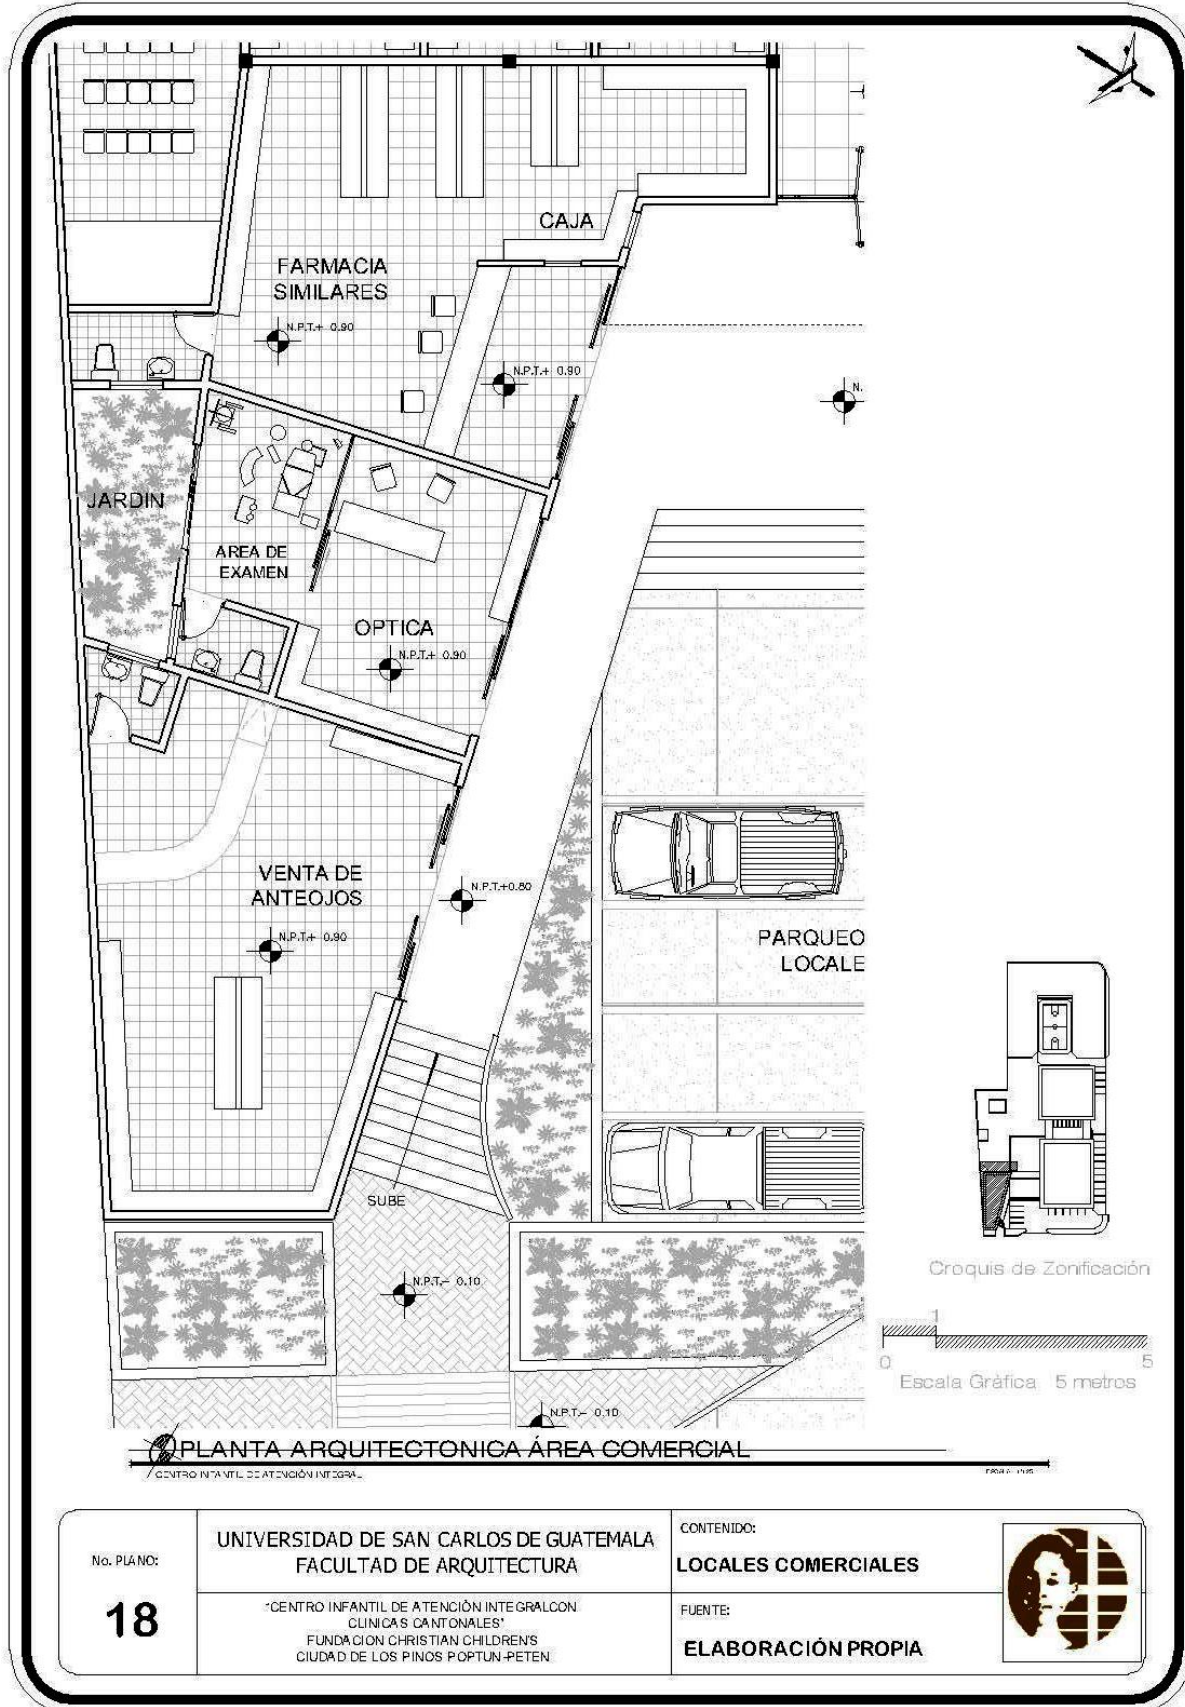 CAJA
FARMACIA
SIMILARES
N.P.T.+ 0.90
N.P.T.+ 0.90
N.
JARDIN
AREA DE
EXAMEN
OPTICA
N.P.T.+ 0.90
VENTA DE
ANTEOJOS
N.P.T.+0.80
N.P.T.+ 0.90
PARQUEO
LOCALE
SUBE
N.P.T.- 0.10
Croquis de Zonificación
1
0 5
Escala Gráfica 5 metros
N.P.T.- 0.10
PLANTA ARQUITECTONICA ÁREA COMERCIAL
CENTRO INFANTIL DE ATENCIÓN INTEGRAL
No. PLANO:
18
UNIVERSIDAD DE SAN CARLOS DE GUATEMALA
FACULTAD DE ARQUITECTURA
"CENTRO INFANTIL DE ATENCIÓN INTEGRALCON
CLINICAS CANTONALES"
FUNDACION CHRISTIAN CHILDREN'S
CIUDAD DE LOS PINOS POPTUN-PETEN
CONTENIDO:
LOCALES COMERCIALES
FUENTE:
ELABORACIÓN PROPIA